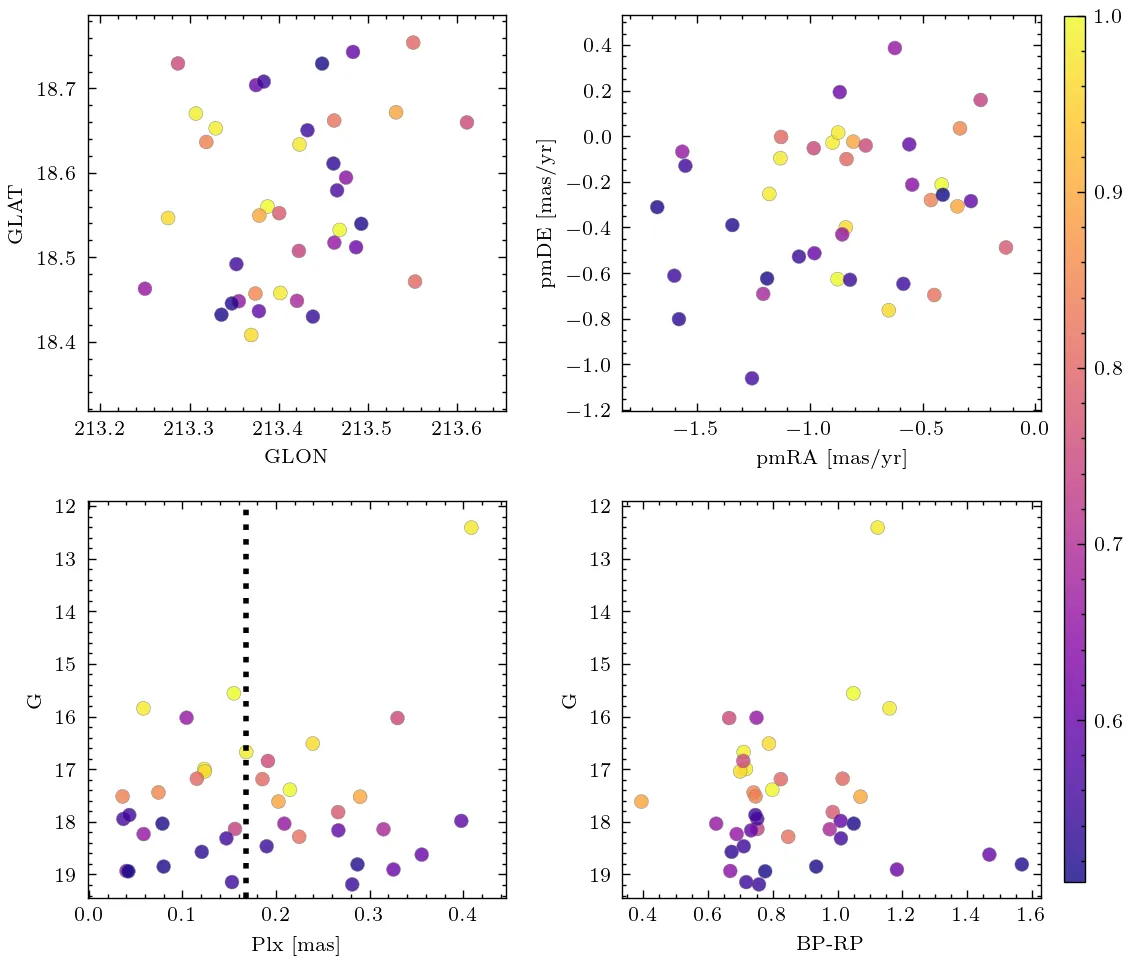 18.7
18.6
18.5
18.4
GLAT
213.2 213.3 213.4 213.5 213.6
GLON
0.4
0.2
0.0
−0.2
−0.4
−0.6
−0.8
−1.0
−1.2
pmDE [mas/yr]
−1.5 −1.0 −0.5 0.0
pmRA [mas/yr]
1.0
0.9
0.8
0.7
0.6
12
13
14
15
16
17
18
19
G
0.0 0.1 0.2 0.3 0.4
Plx [mas]
12
13
14
15
16
17
18
19
G
0.4 0.6 0.8 1.0 1.2 1.4 1.6
BP-RP